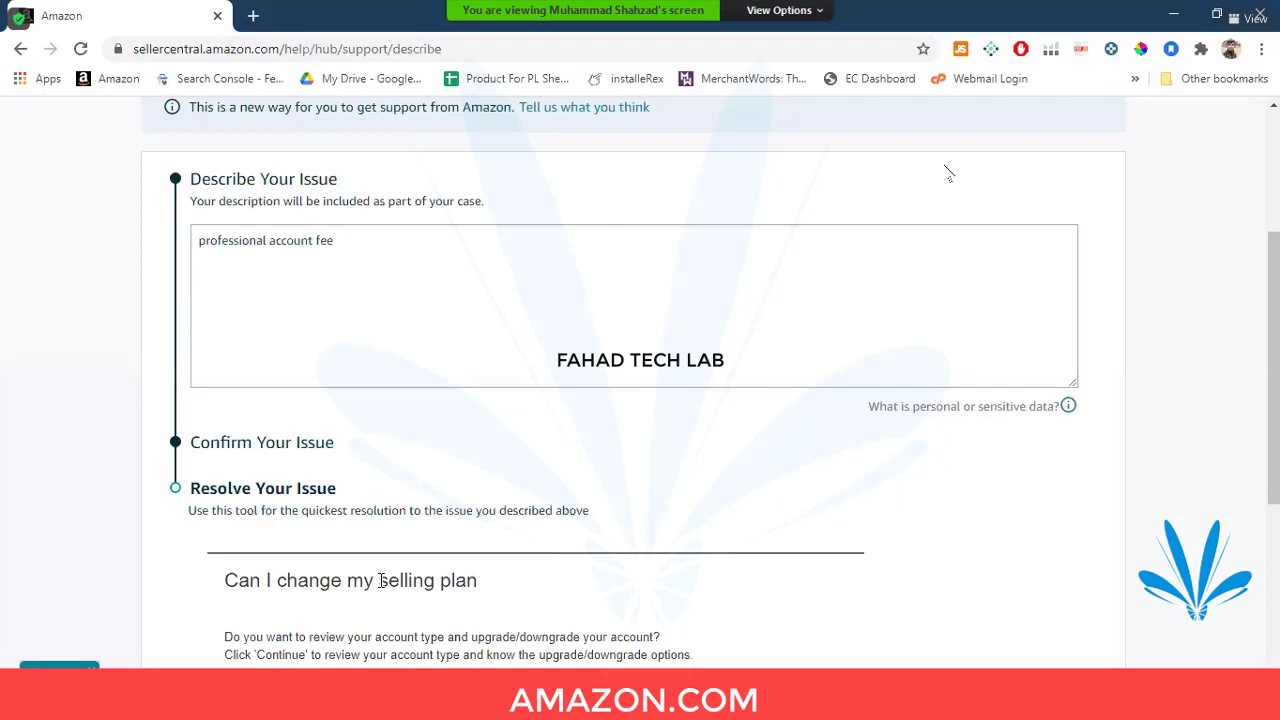 Amazon
You are viewing Muhammad Shahzad's screen
View Options
View
sellercentral.amazon.com/help/hub/support/describe
Apps
Amazon
Search Console - Fe...
My Drive - Google...
Product For PL She...
installeRex
MerchantWords: Th...
EC Dashboard
Webmail Login
»
Other bookmarks
This is a new way for you to get support from Amazon. Tell us what you think
Describe Your Issue
Your description will be included as part of your case.
professional account fee
FAHAD TECH LAB
What is personal or sensitive data?
Confirm Your Issue
Resolve Your Issue
Use this tool for the quickest resolution to the issue you described above
Can I change my selling plan
Do you want to review your account type and upgrade/downgrade your account?
Click 'Continue' to review your account type and know the upgrade/downgrade options.
AMAZON.COM